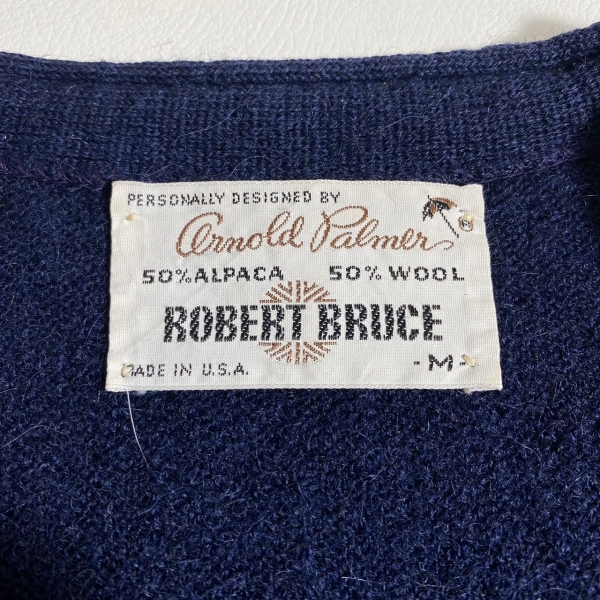 PERSONALLY DESIGNED BY
Arnold Palmer
50% ALPACA 50% WOOL
ROBERT BRUCE
MADE IN U.S.A. - M -